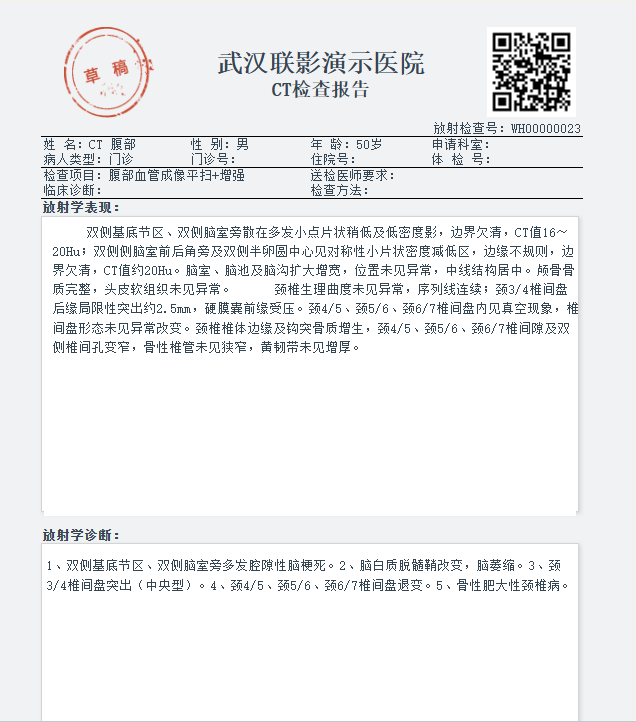 草 稿
武汉联影演示医院
CT检查报告
放射检查号：WH00000023
姓 名：CT 腹部 性 别：男 年 龄：50岁 申请科室：
病人类型：门诊 门诊号： 住院号： 体 检 号：
检查项目：腹部血管成像平扫+增强 送检医师要求：
临床诊断： 检查方法：
放射学表现：
双侧基底节区、双侧脑室旁散在多发小点片状稍低及低密度影，边界欠清，CT值16～
20Hu；双侧侧脑室前后角旁及双侧半卵圆中心见对称性小片状密度减低区，边缘不规则，边
界欠清，CT值约20Hu。脑室、脑池及脑沟扩大增宽，位置未见异常，中线结构居中。颅骨骨
质完整，头皮软组织未见异常。 颈椎生理曲度未见异常，序列线连续；颈3/4椎间盘
后缘局限性突出约2.5mm，硬膜囊前缘受压。颈4/5、颈5/6、颈6/7椎间盘内见真空现象，椎
间盘形态未见异常改变。颈椎椎体边缘及钩突骨质增生，颈4/5、颈5/6、颈6/7椎间隙及双
侧椎间孔变窄，骨性椎管未见狭窄，黄韧带未见增厚。
放射学诊断：
1、双侧基底节区、双侧脑室旁多发腔隙性脑梗死。2、脑白质脱髓鞘改变，脑萎缩。3、颈
3/4椎间盘突出（中央型）。4、颈4/5、颈5/6、颈6/7椎间盘退变。5、骨性肥大性颈椎病。